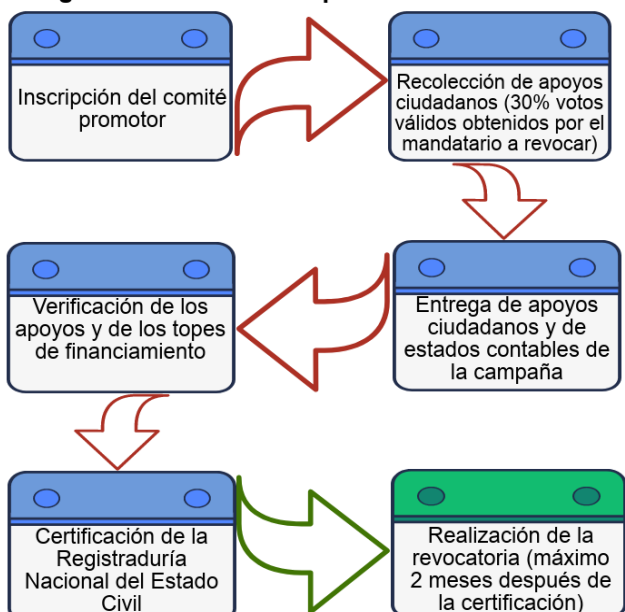 Inscripción del comité
promotor
Recolección de apoyos
ciudadanos (30% votos
válidos obtenidos por el
mandatario a revocar)
Entrega de apoyos
ciudadanos y de
estados contables de
la campaña
Verificación de los
apoyos y de los topes
de financiamiento
Certificación de la
Registraduría
Nacional del Estado
Civil
Realización de la
revocatoria (máximo
2 meses después de
la certificación)